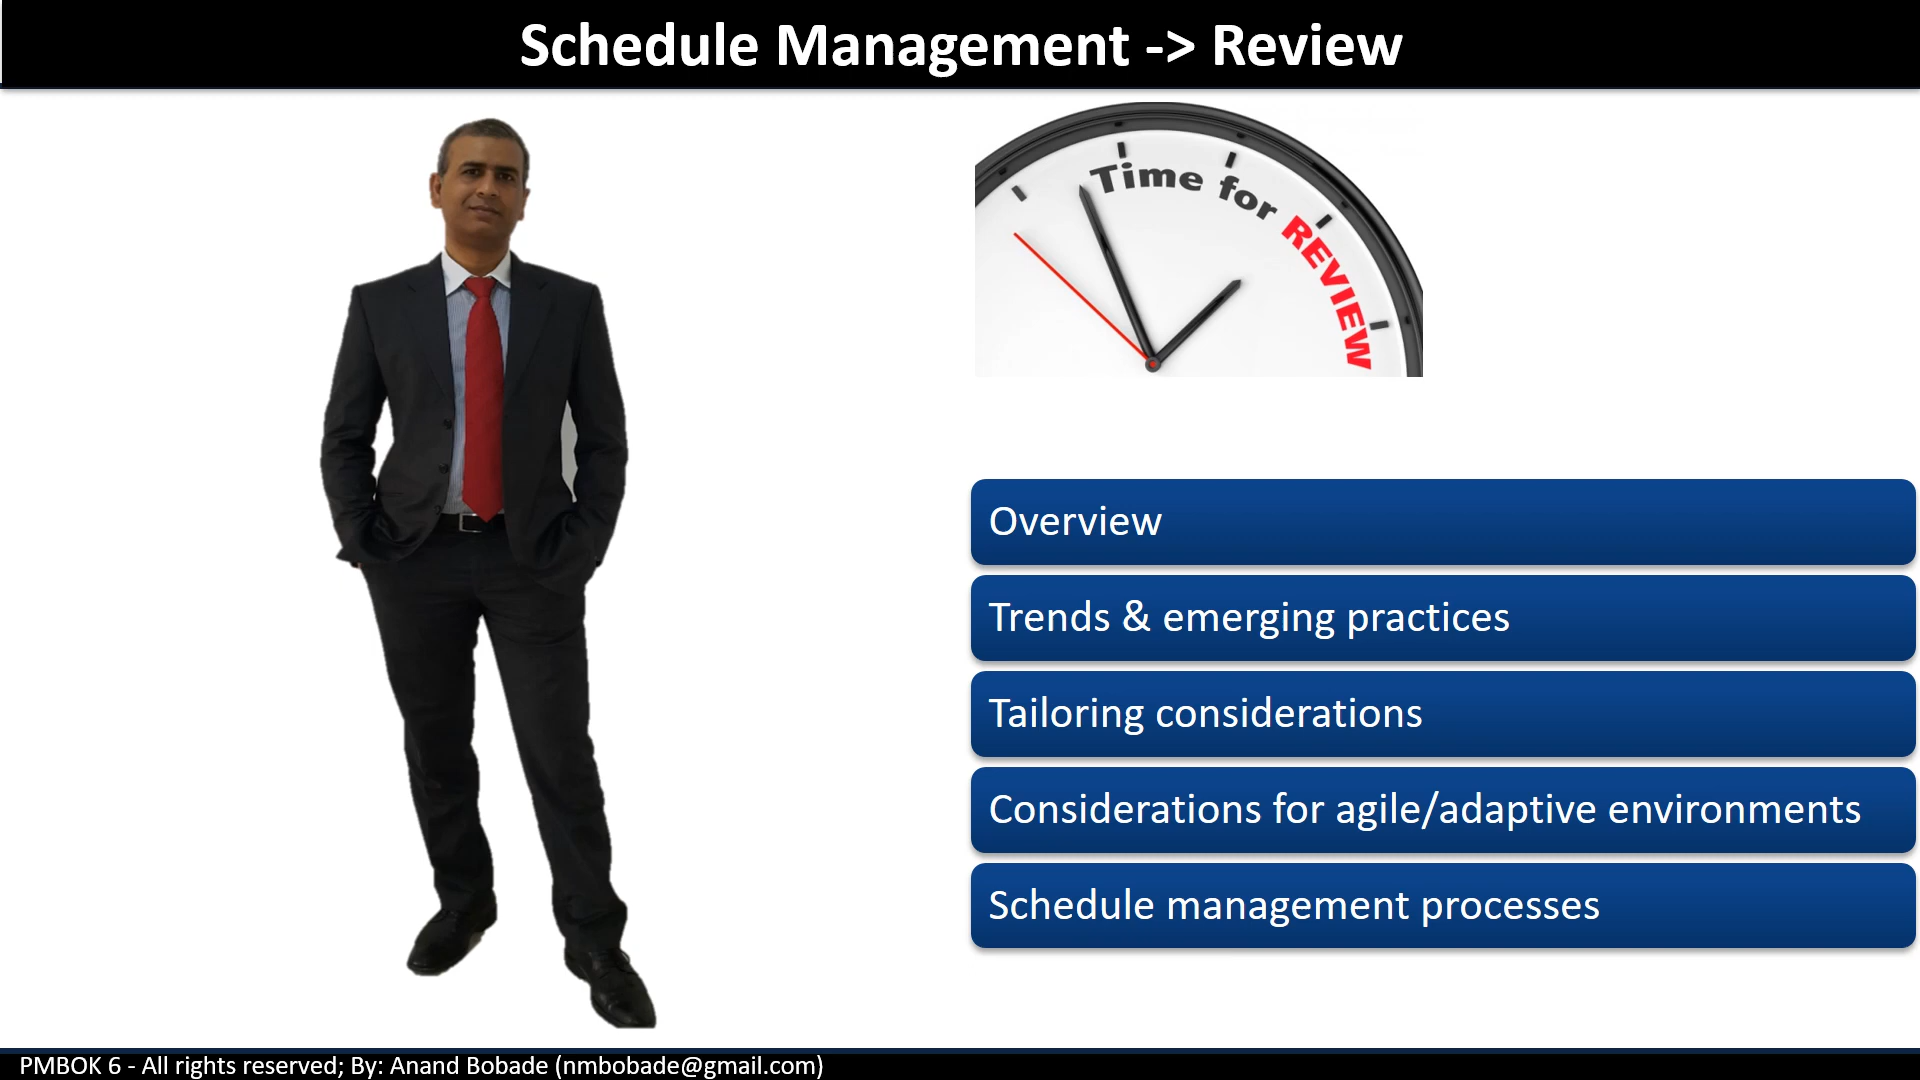 Schedule Management -> Review
Time for REVIEW
Overview
Trends & emerging practices
Tailoring considerations
Considerations for agile/adaptive environments
Schedule management processes
PMBOK 6 - All rights reserved; By: Anand Bobade (nmbobade@gmail.com)